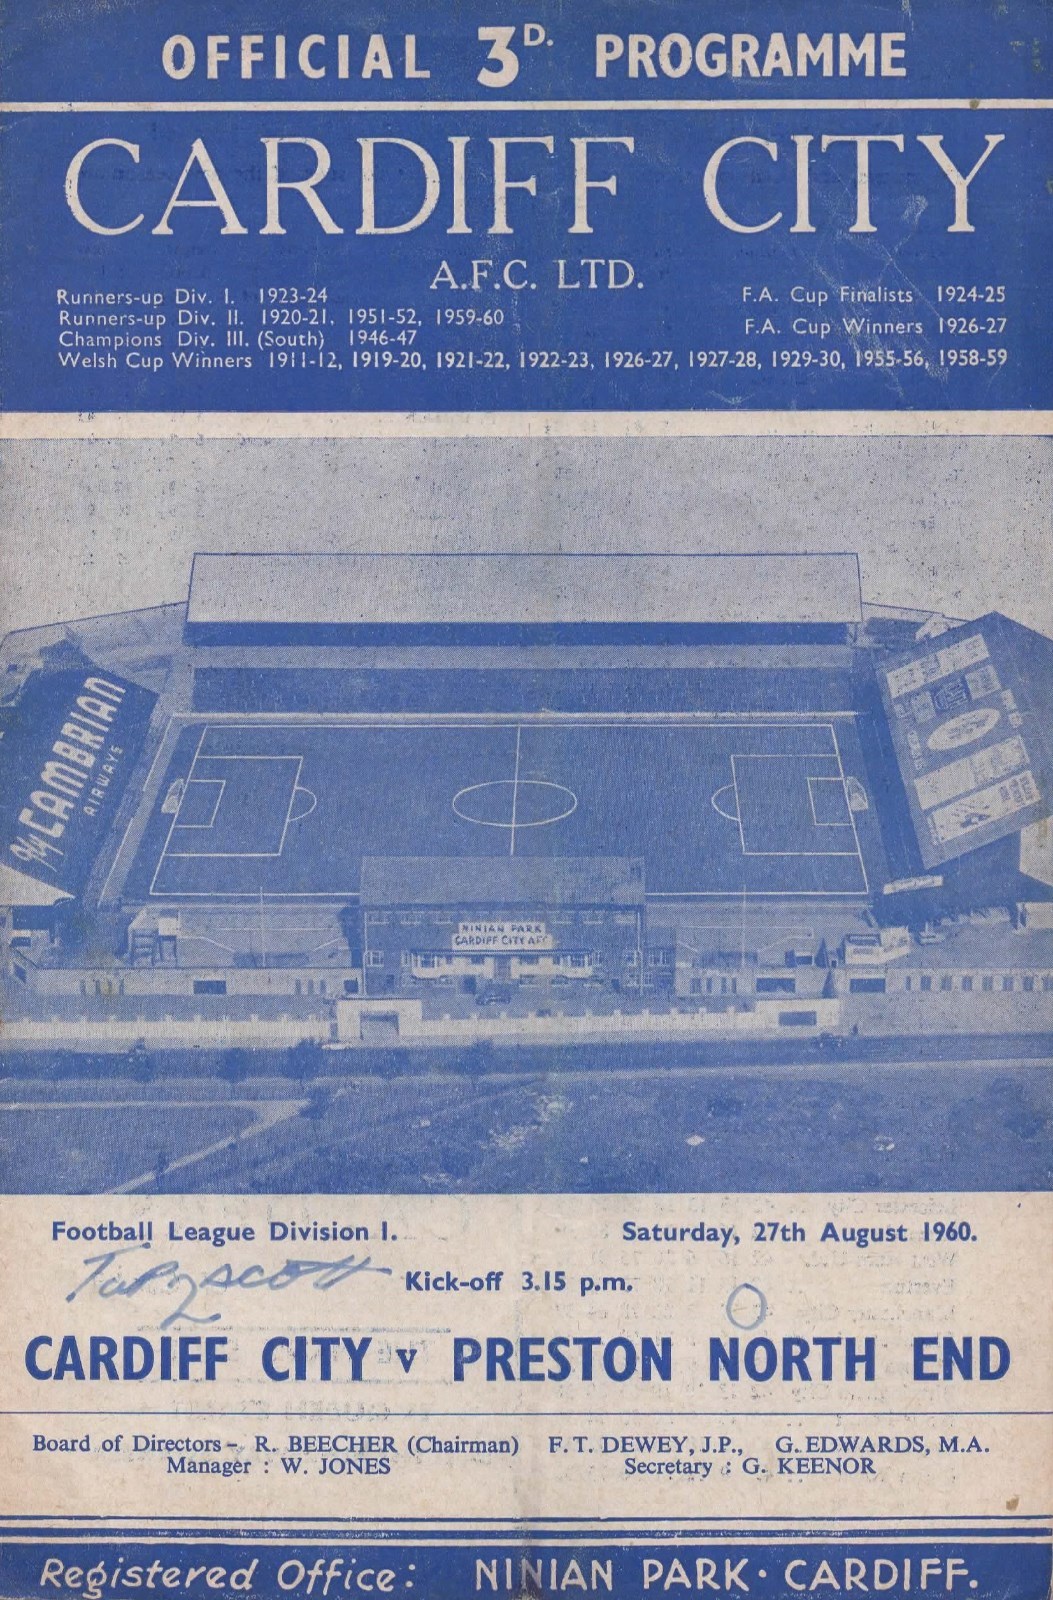 OFFICIAL 3D. PROGRAMME
CARDIFF CITY
A.F.C. LTD.
Runners-up Div. I. 1923-24
Runners-up Div. II. 1920-21, 1951-52, 1959-60
Champions Div. III. (South) 1946-47
F.A. Cup Finalists 1924-25
F.A. Cup Winners 1926-27
Welsh Cup Winners 1911-12, 1919-20, 1921-22, 1922-23, 1926-27, 1927-28, 1929-30, 1955-56, 1958-59
Fly CAMBRIAN
AIRWAYS
NINIAN PARK
CARDIFF CITY AFC
Football League Division I. Saturday, 27th August 1960.
Tapscott
Kick-off 3.15 p.m.
2 0
CARDIFF CITY v PRESTON NORTH END
Board of Directors - R. BEECHER (Chairman) F. T. DEWEY, J.P., G. EDWARDS, M.A.
Manager : W. JONES Secretary : G. KEENOR
Registered Office: NINIAN PARK · CARDIFF.